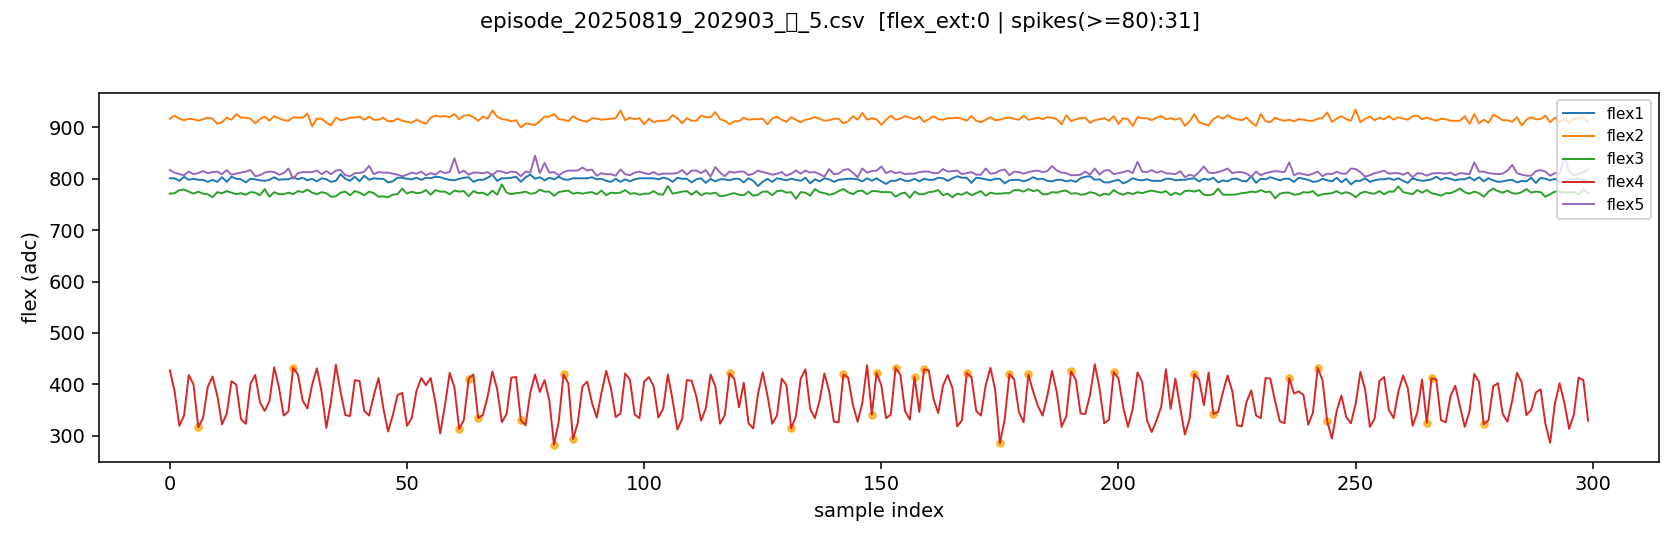 episode_20250819_202903_▯_5.csv [flex_ext:0 | spikes(>=80):31]
flex (adc)
900
800
700
600
500
400
300
flex1
flex2
flex3
flex4
flex5
0
50
100
150
200
250
300
sample index